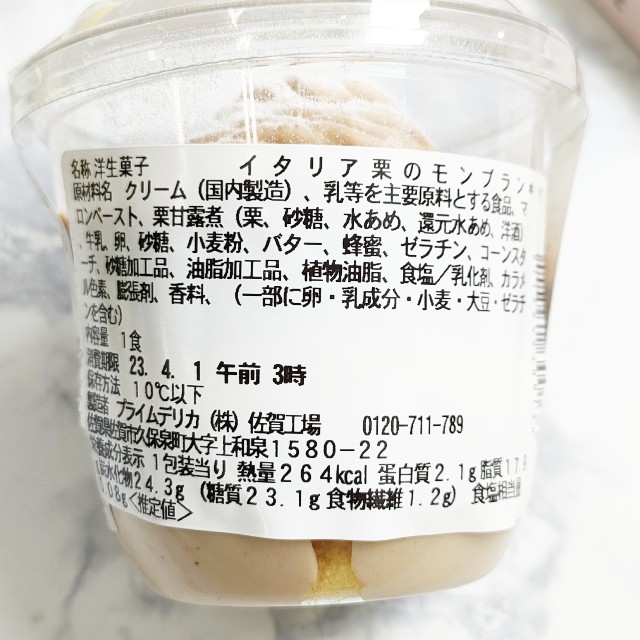 名称 洋生菓子 イタリア栗のモンブラン
原材料名 クリーム(国内製造)、乳等を主要原料とする食品、マ
ロンペースト、栗甘露煮(栗、砂糖、水あめ、還元水あめ、洋酒)
、牛乳、卵、砂糖、小麦粉、バター、蜂蜜、ゼラチン、コーンスタ
ーチ、砂糖加工品、油脂加工品、植物油脂、食塩/乳化剤、カラメ
ル色素、膨張剤、香料、(一部に卵・乳成分・小麦・大豆・ゼラチ
ンを含む)
内容量 1食
消費期限 23.4.1 午前 3時
保存方法 10℃以下
製造者 プライムデリカ(株)佐賀工場 0120-711-789
佐賀県佐賀市久保泉町大字上和泉1580-22
栄養成分表示 1包装当り 熱量264kcal 蛋白質2.1g 脂質17.9
炭水化物24.3g (糖質23.1g 食物繊維1.2g) 食塩相当量
.08g<推定値>